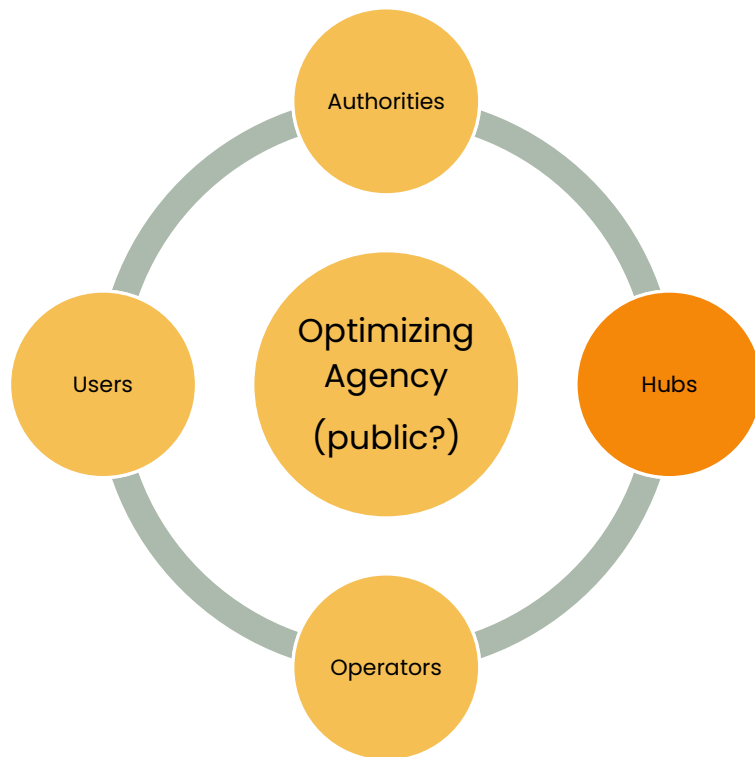 Authorities
Optimizing
Agency
(public?)
Users
Hubs
Operators